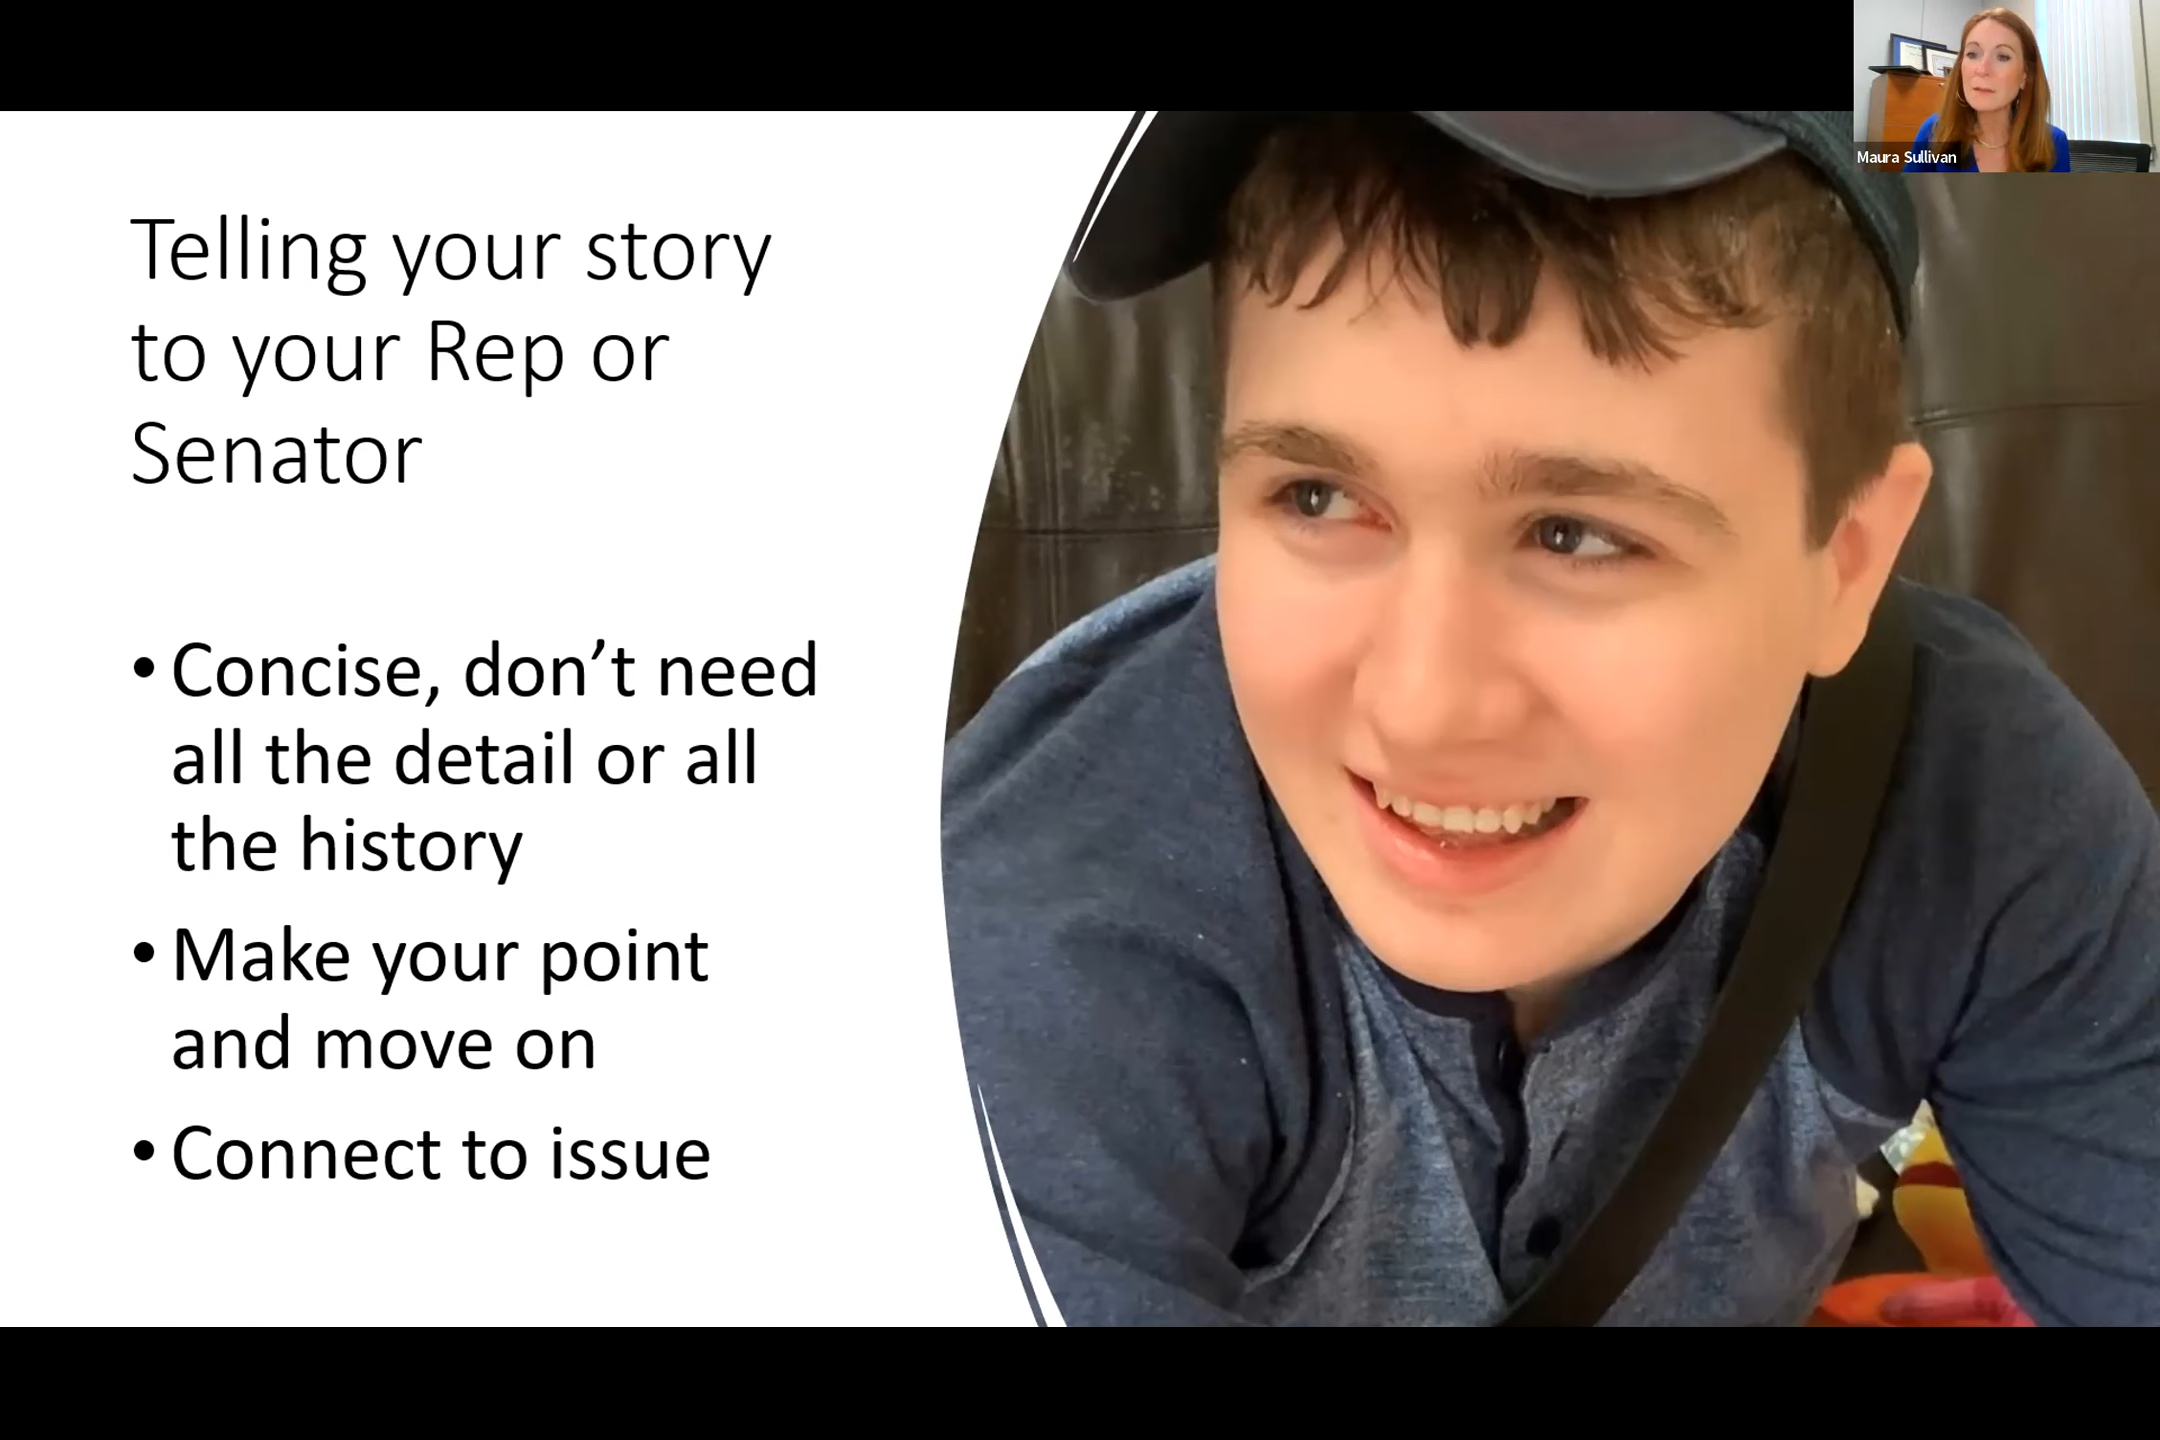 Telling your story
to your Rep or
Senator
• Concise, don’t need
all the detail or all
the history
• Make your point
and move on
• Connect to issue
Maura Sullivan